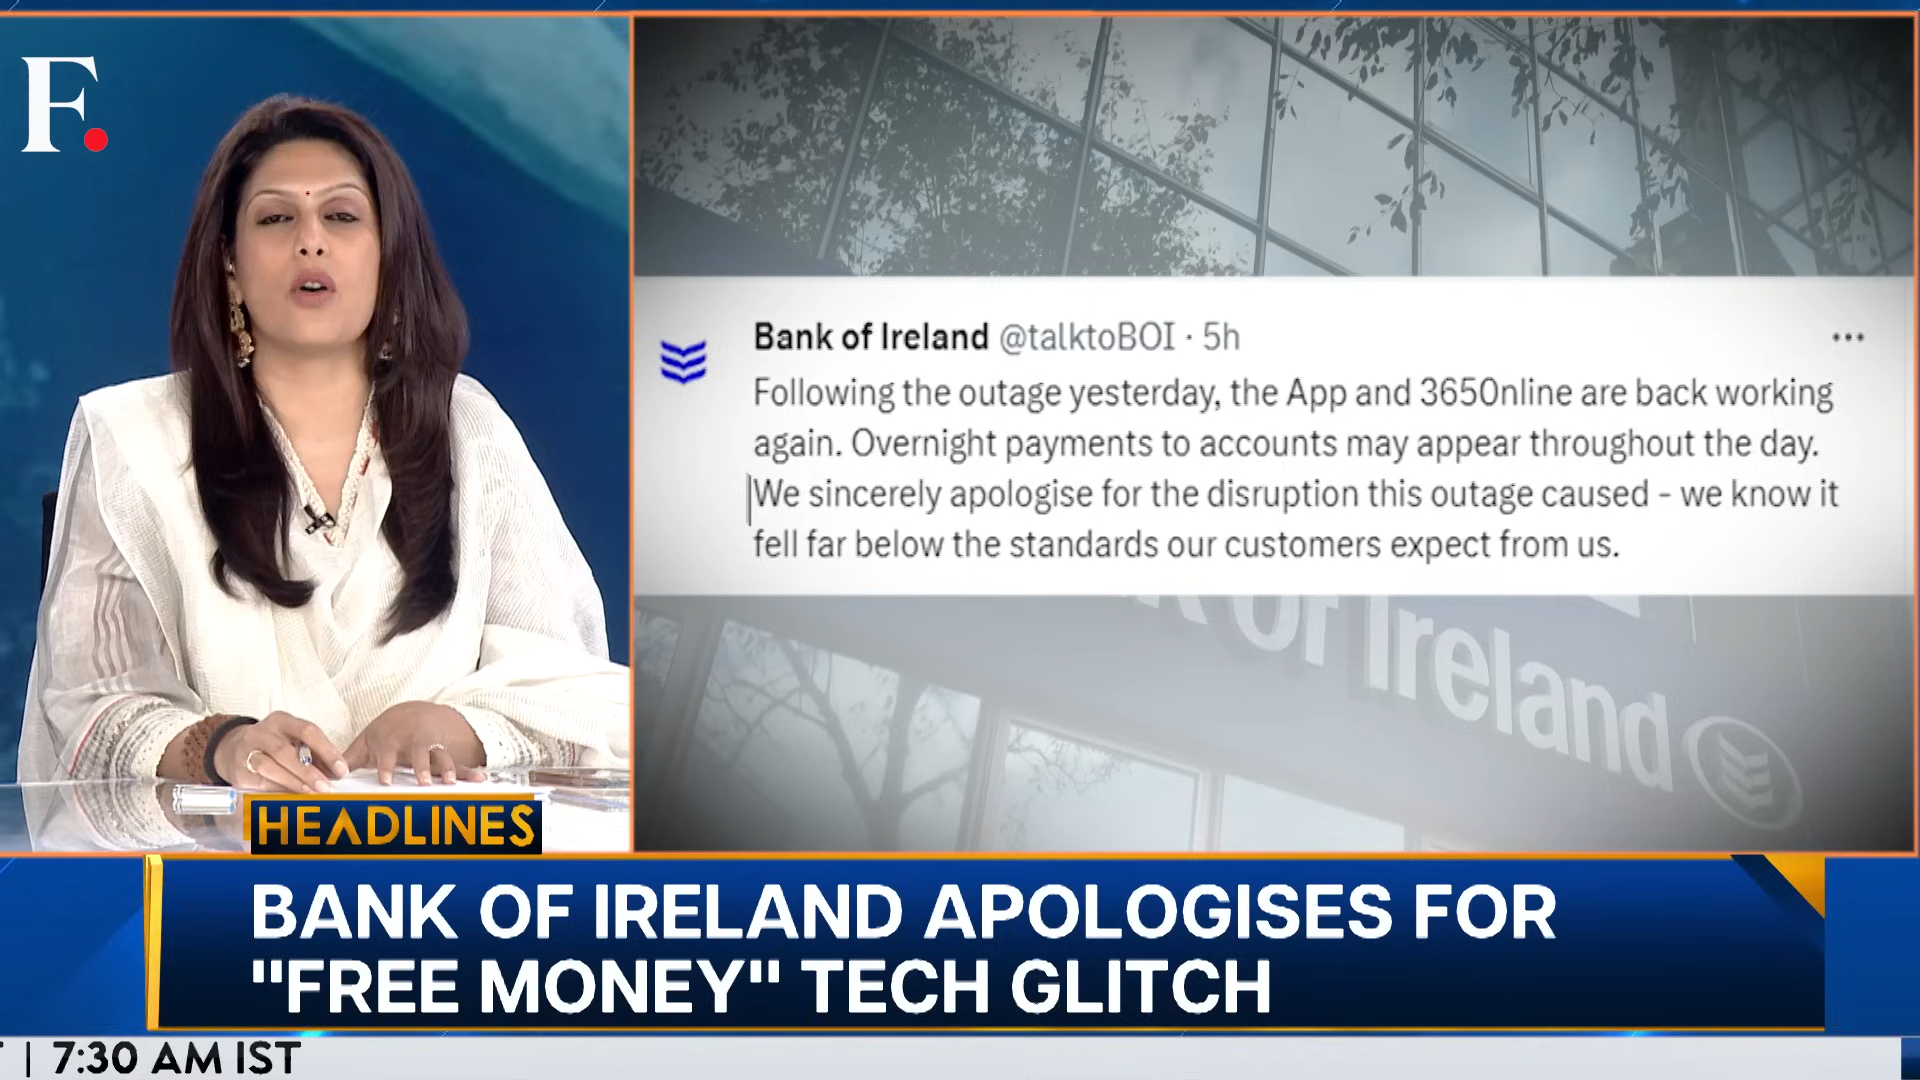 F.
Bank of Ireland @talktoBOI · 5h
Following the outage yesterday, the App and 365Online are back working
again. Overnight payments to accounts may appear throughout the day.
We sincerely apologise for the disruption this outage caused - we know it
fell far below the standards our customers expect from us.
of Ireland
HEADLINES
BANK OF IRELAND APOLOGISES FOR
"FREE MONEY" TECH GLITCH
| 7:30 AM IST